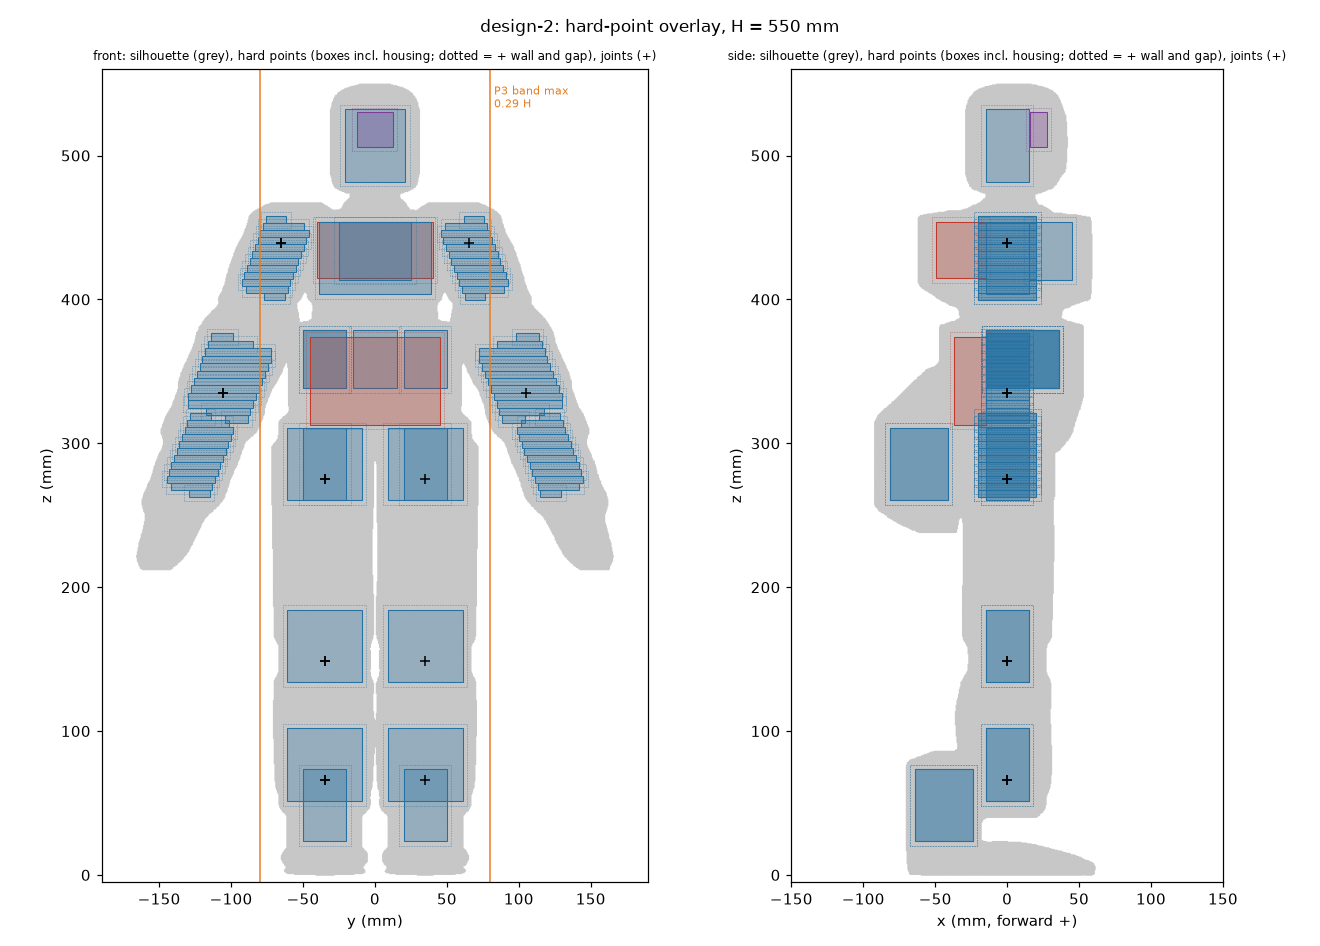 design-2: hard-point overlay, H = 550 mm
front: silhouette (grey), hard points (boxes incl. housing; dotted = + wall and gap), joints (+)
side: silhouette (grey), hard points (boxes incl. housing; dotted = + wall and gap), joints (+)
P3 band max
0.29 H
500
400
300
200
100
0
z (mm)
−150
−100
−50
0
50
100
150
y (mm)
500
400
300
200
100
0
z (mm)
−150
−100
−50
0
50
100
150
x (mm, forward +)